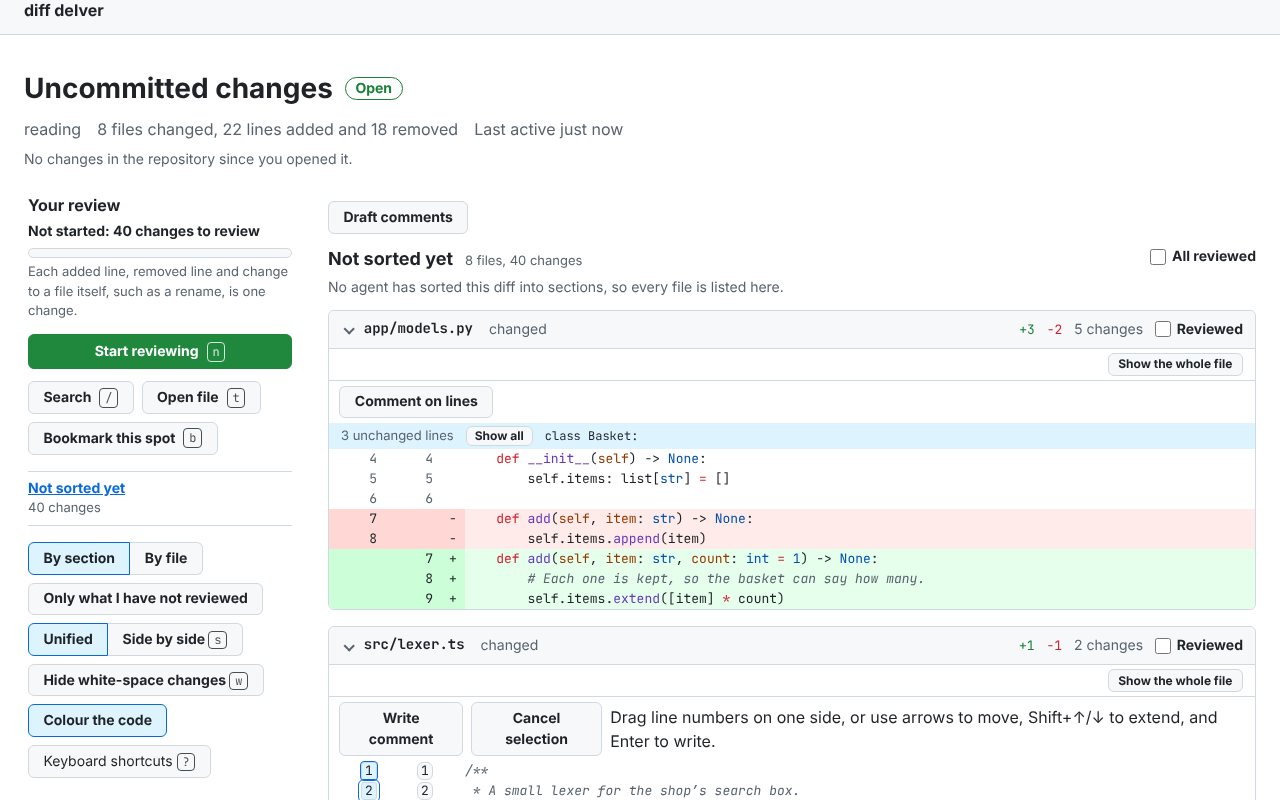 diff delver
Uncommitted changes Open
reading 8 files changed, 22 lines added and 18 removed Last active just now
No changes in the repository since you opened it.
Your review
Not started: 40 changes to review
Each added line, removed line and change
to a file itself, such as a rename, is one
change.
Start reviewing n
Search / Open file t
Bookmark this spot b
Not sorted yet
40 changes
By section By file
Only what I have not reviewed
Unified Side by side s
Hide white-space changes w
Colour the code
Keyboard shortcuts ?
Draft comments
Not sorted yet 8 files, 40 changes All reviewed
No agent has sorted this diff into sections, so every file is listed here.
app/models.py changed +3 -2 5 changes Reviewed
Show the whole file
Comment on lines
3 unchanged lines Show all class Basket:
4 4 def __init__(self) -> None:
5 5 self.items: list[str] = []
6 6
7 - def add(self, item: str) -> None:
8 - self.items.append(item)
7 + def add(self, item: str, count: int = 1) -> None:
8 + # Each one is kept, so the basket can say how many.
9 + self.items.extend([item] * count)
src/lexer.ts changed +1 -1 2 changes Reviewed
Show the whole file
Write comment Cancel selection Drag line numbers on one side, or use arrows to move, Shift+↑/↓ to extend, and
Enter to write.
1 1 /**
2 2 * A small lexer for the shop’s search box.